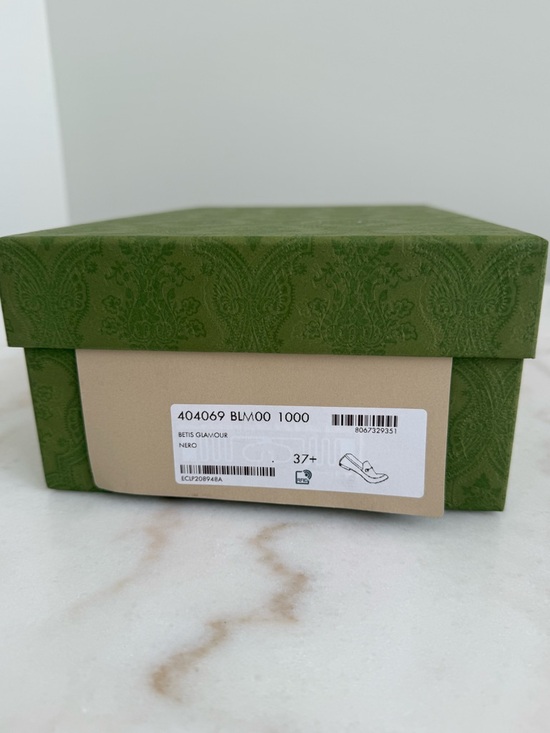 404069 BLM00 1000
8067329351
BETIS GLAMOUR
NERO
37+
ECLP208948A